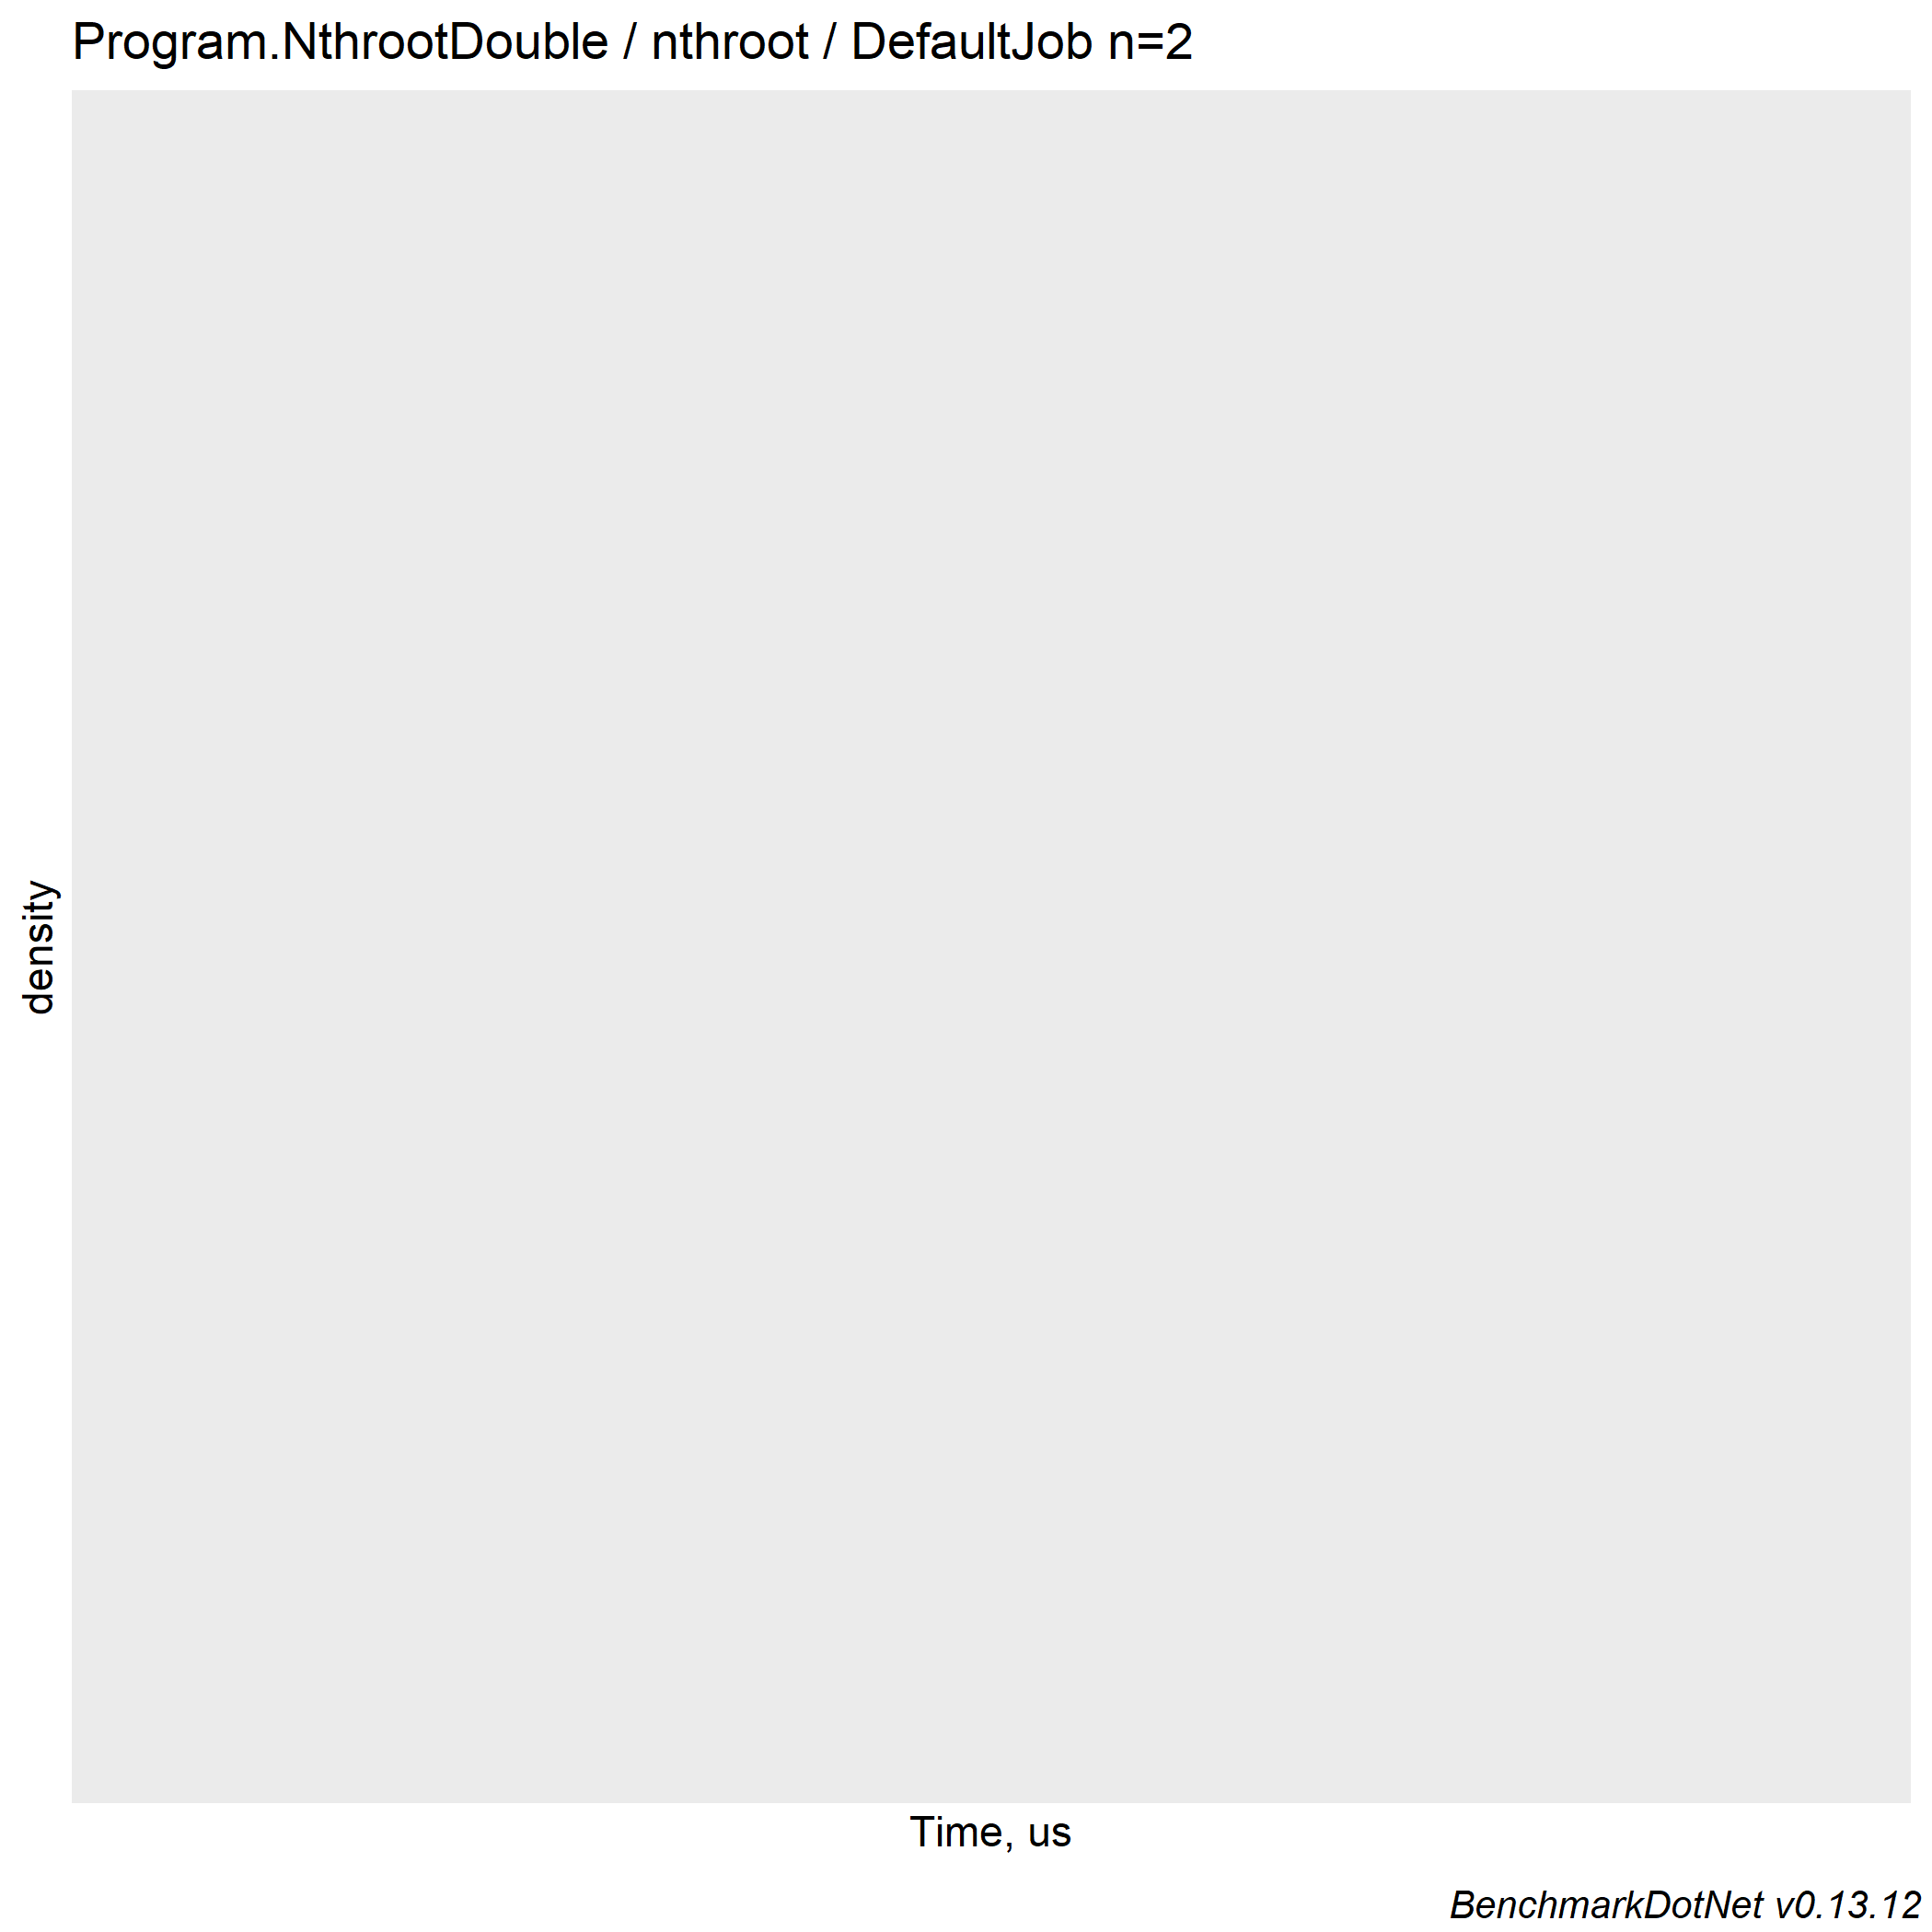 Program.NthrootDouble / nthroot / DefaultJob n=2
density
Time, us
BenchmarkDotNet v0.13.12